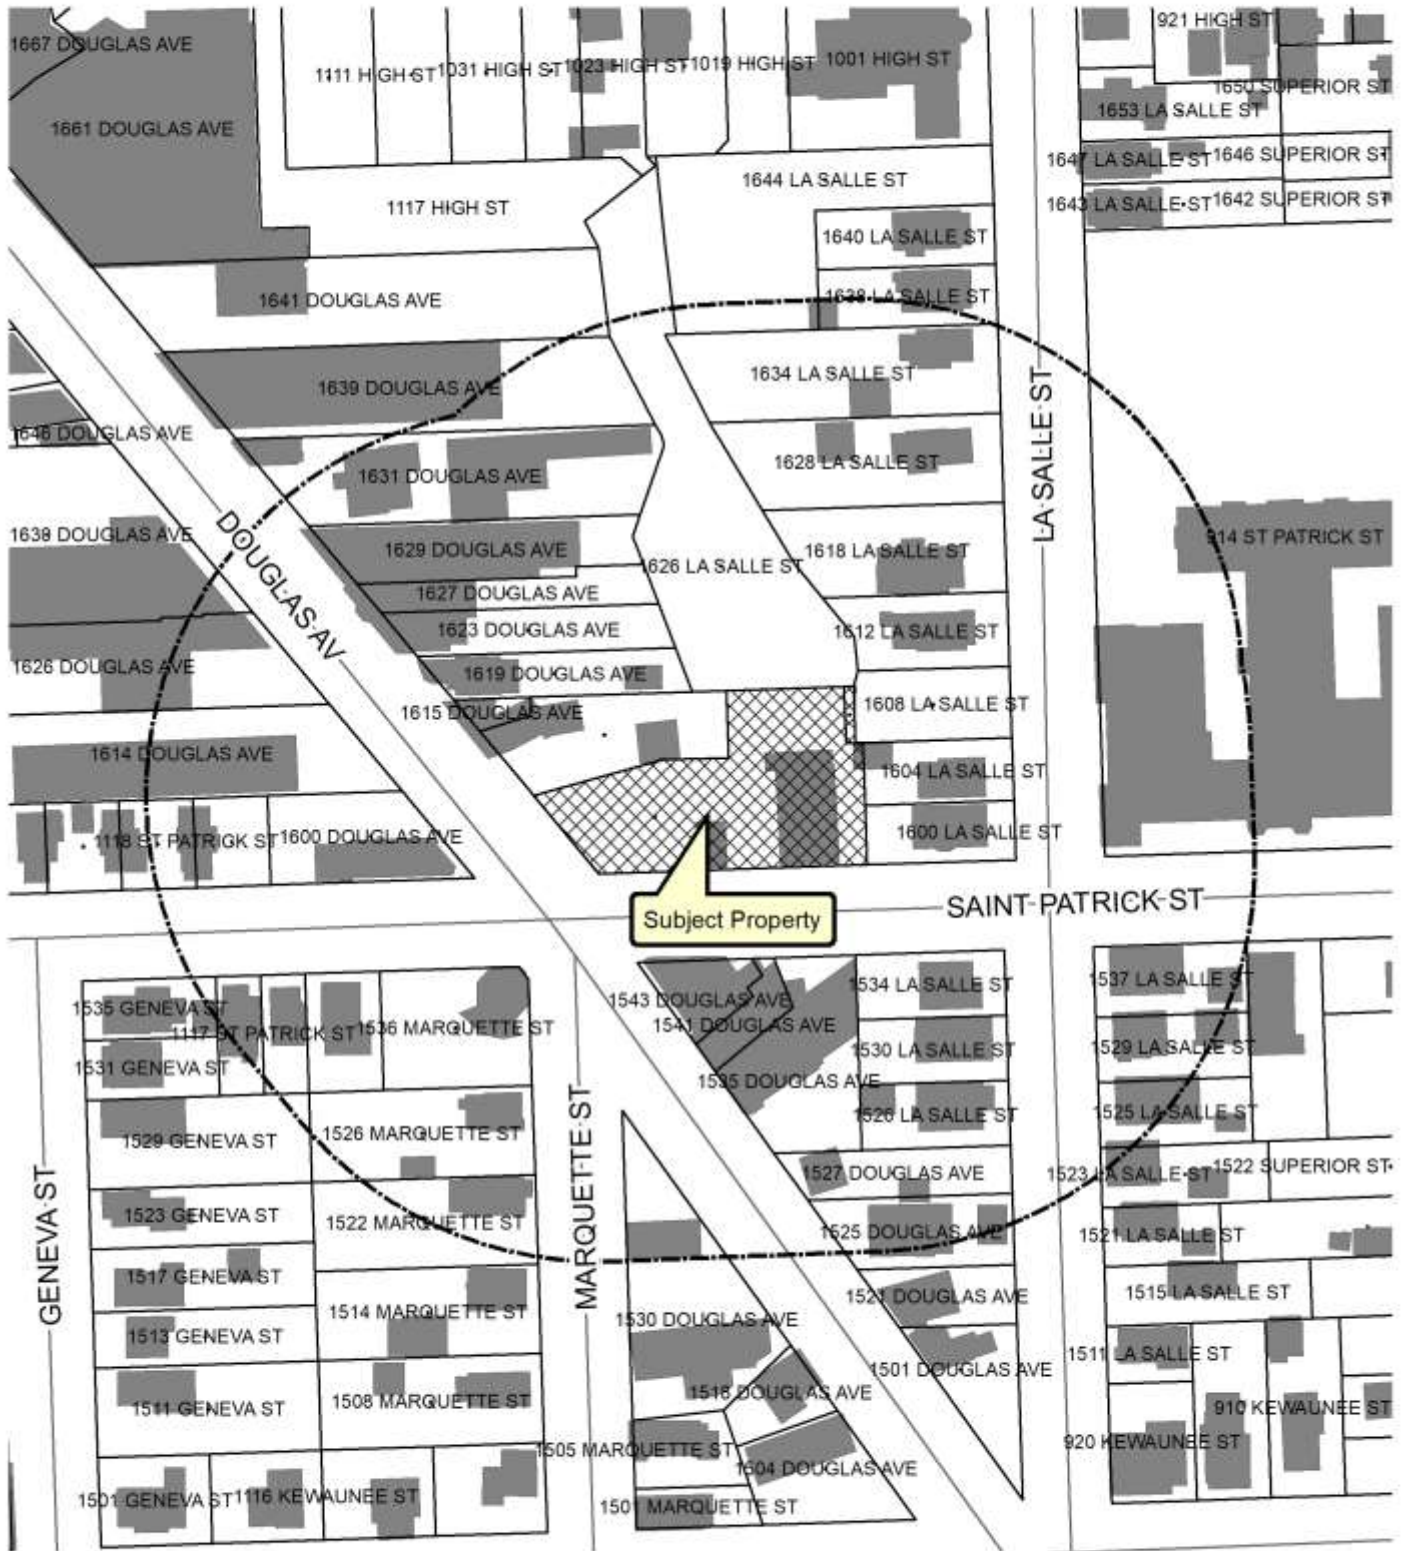 1667 DOUGLAS AVE
921 HIGH ST
1111 HIGH ST
1031 HIGH ST
1023 HIGH ST
1019 HIGH ST
1001 HIGH ST
1650 SUPERIOR ST
1653 LA SALLE ST
1661 DOUGLAS AVE
1647 LA SALLE ST
1646 SUPERIOR ST
1644 LA SALLE ST
1643 LA SALLE ST
1642 SUPERIOR ST
1117 HIGH ST
1640 LA SALLE ST
1641 DOUGLAS AVE
1638 LA SALLE ST
1639 DOUGLAS AVE
1634 LA SALLE ST
LA SALLE ST
1646 DOUGLAS AVE
1631 DOUGLAS AVE
1628 LA SALLE ST
1638 DOUGLAS AVE
DOUGLAS AV
1629 DOUGLAS AVE
1618 LA SALLE ST
914 ST PATRICK ST
1626 LA SALLE ST
1627 DOUGLAS AVE
1623 DOUGLAS AVE
1612 LA SALLE ST
1626 DOUGLAS AVE
1619 DOUGLAS AVE
1615 DOUGLAS AVE
1608 LA SALLE ST
1614 DOUGLAS AVE
1604 LA SALLE ST
1118 ST PATRICK ST
1600 DOUGLAS AVE
1600 LA SALLE ST
Subject Property
SAINT PATRICK ST
1535 GENEVA ST
1543 DOUGLAS AVE
1534 LA SALLE ST
1537 LA SALLE ST
1117 ST PATRICK ST
1536 MARQUETTE ST
1541 DOUGLAS AVE
1531 GENEVA ST
1530 LA SALLE ST
1529 LA SALLE ST
1535 DOUGLAS AVE
1529 GENEVA ST
1526 MARQUETTE ST
1526 LA SALLE ST
1525 LA SALLE ST
GENEVA ST
MARQUETTE ST
1527 DOUGLAS AVE
1523 LA SALLE ST
1522 SUPERIOR ST
1523 GENEVA ST
1522 MARQUETTE ST
1525 DOUGLAS AVE
1521 LA SALLE ST
1517 GENEVA ST
1521 DOUGLAS AVE
1515 LA SALLE ST
1514 MARQUETTE ST
1530 DOUGLAS AVE
1513 GENEVA ST
1501 DOUGLAS AVE
1511 LA SALLE ST
1511 GENEVA ST
1508 MARQUETTE ST
1518 DOUGLAS AVE
910 KEWAUNEE ST
1505 MARQUETTE ST
1504 DOUGLAS AVE
920 KEWAUNEE ST
1501 GENEVA ST
1116 KEWAUNEE ST
1501 MARQUETTE ST